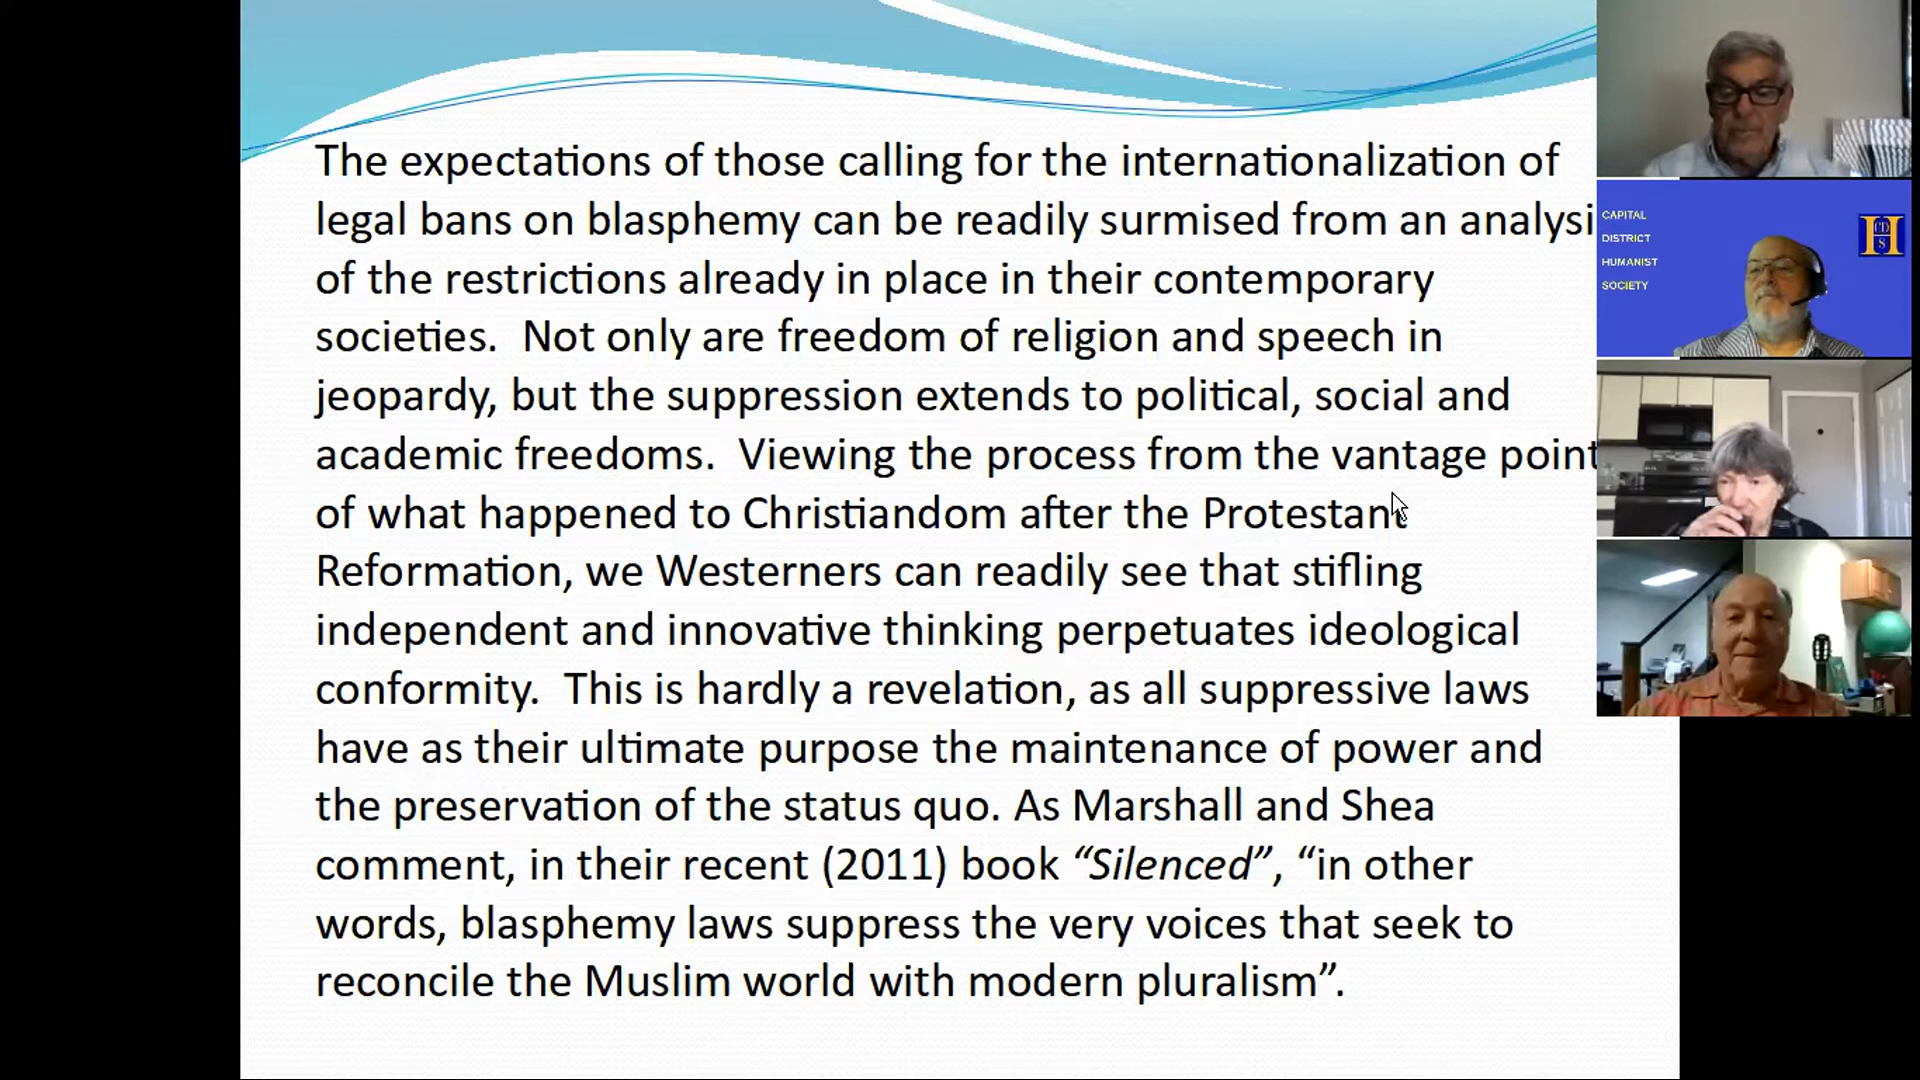 The expectations of those calling for the internationalization of
legal bans on blasphemy can be readily surmised from an analysi
of the restrictions already in place in their contemporary
societies.  Not only are freedom of religion and speech in
jeopardy, but the suppression extends to political, social and
academic freedoms.  Viewing the process from the vantage point
of what happened to Christiandom after the Protestant
Reformation, we Westerners can readily see that stifling
independent and innovative thinking perpetuates ideological
conformity.  This is hardly a revelation, as all suppressive laws
have as their ultimate purpose the maintenance of power and
the preservation of the status quo. As Marshall and Shea
comment, in their recent (2011) book “Silenced”, “in other
words, blasphemy laws suppress the very voices that seek to
reconcile the Muslim world with modern pluralism”.
CAPITAL
DISTRICT
HUMANIST
SOCIETY
H
CD
S